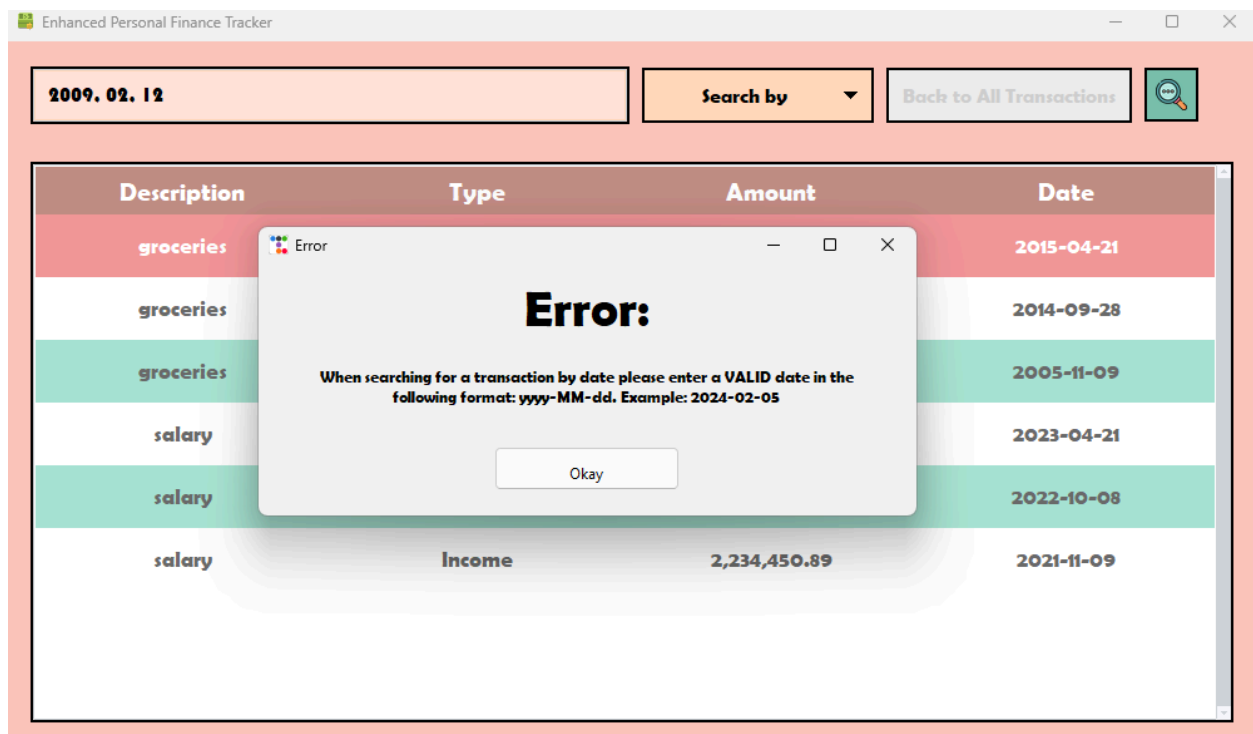 Enhanced Personal Finance Tracker
2009. 02. 12
Search by
Back to All Transactions
Description Type Amount Date
groceries 2015-04-21
Error
Error:
groceries 2014-09-28
When searching for a transaction by date please enter a VALID date in the
following format: yyyy-MM-dd. Example: 2024-02-05
groceries 2005-11-09
salary 2023-04-21
Okay
salary 2022-10-08
salary Income 2,234,450.89 2021-11-09